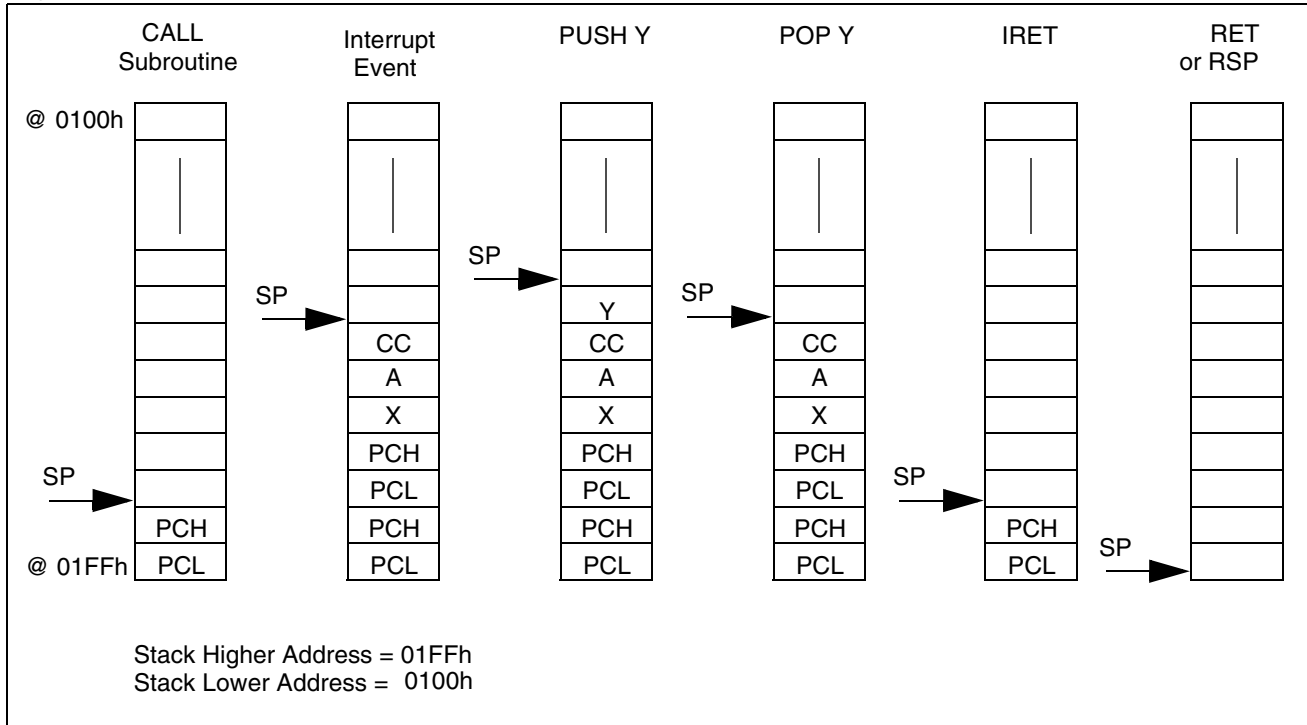 CALL
Subroutine
Interrupt
Event
PUSH Y
POP Y
IRET
RET
or RSP
@ 0100h
SP
SP
SP
Y
CC
CC
CC
A
A
A
X
X
X
PCH
PCH
PCH
SP
SP
PCL
PCL
PCL
PCH
PCH
PCH
PCH
PCH
SP
@ 01FFh
PCL
PCL
PCL
PCL
PCL
Stack Higher Address = 01FFh
Stack Lower Address = 0100h